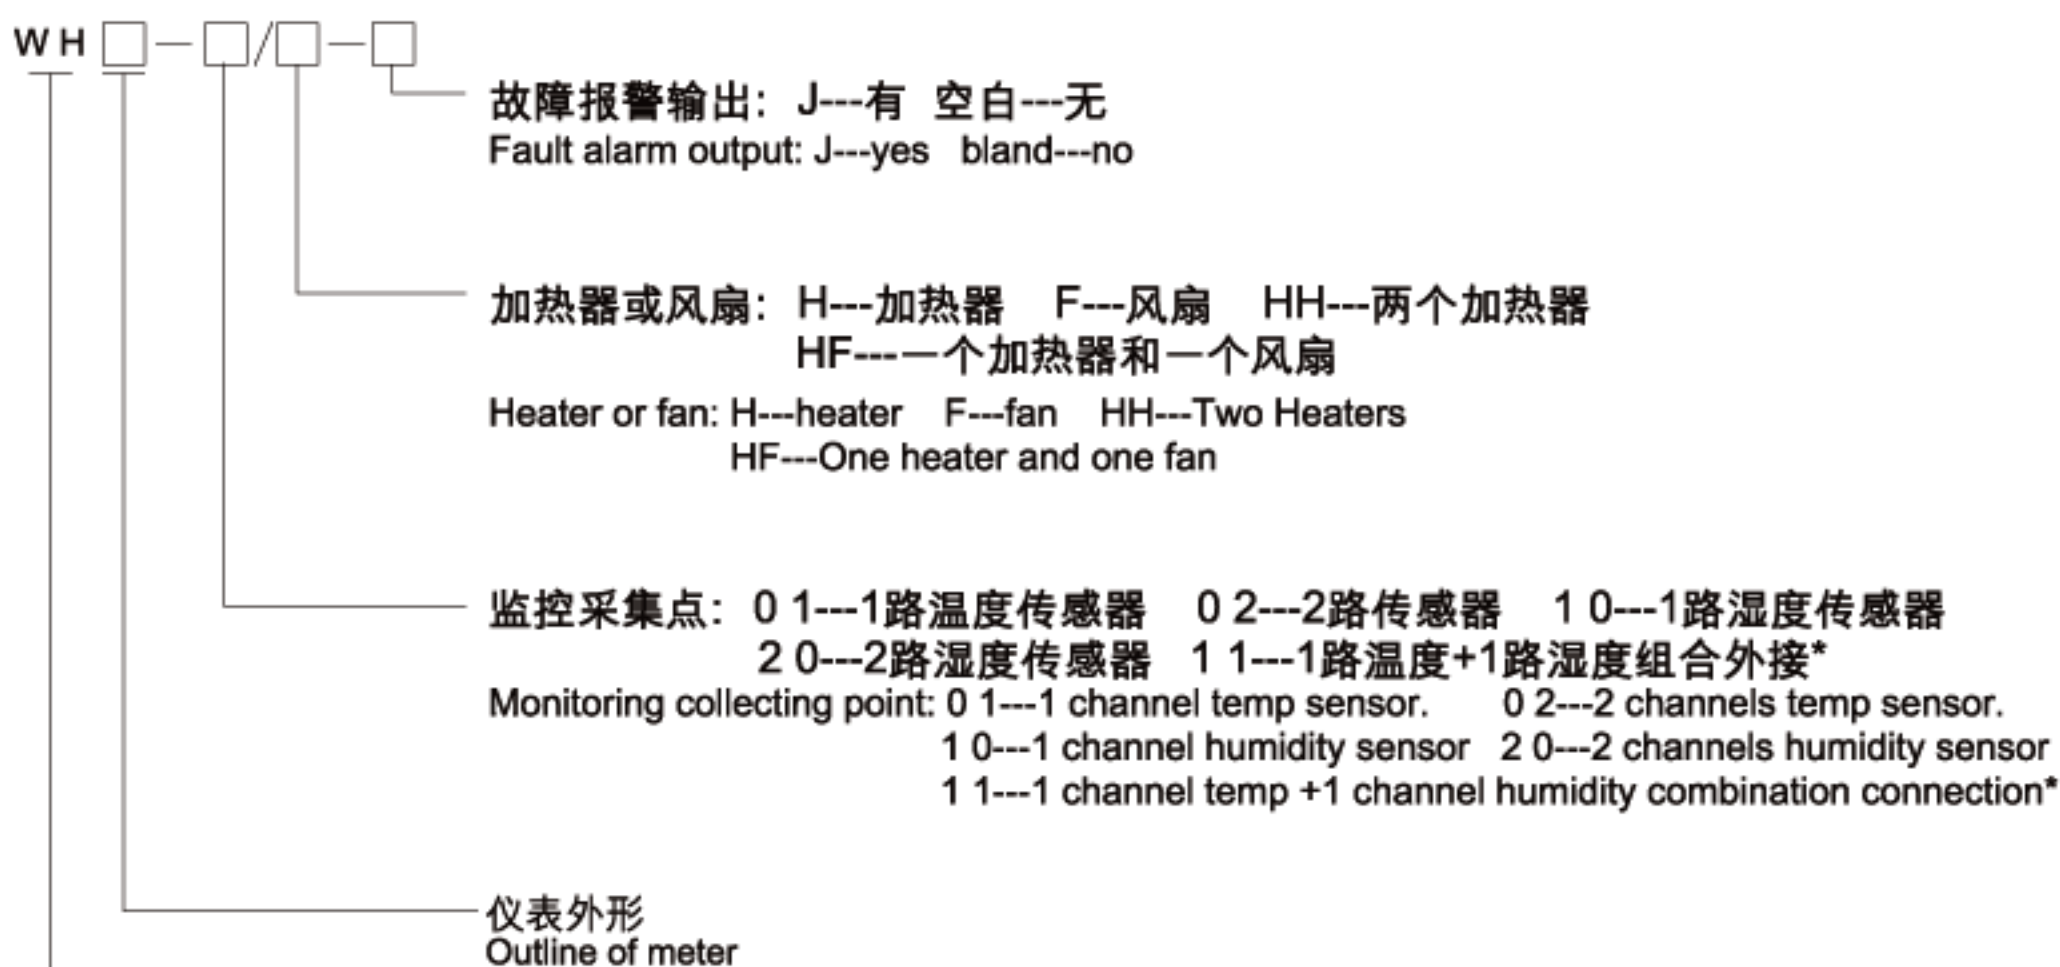 WH□—□/□—□
故障报警输出: J---有 空白---无
Fault alarm output: J---yes bland---no
加热器或风扇: H---加热器 F---风扇 HH---两个加热器
HF---一个加热器和一个风扇
Heater or fan: H---heater F---fan HH---Two Heaters
HF---One heater and one fan
监控采集点: 0 1---1路温度传感器 0 2---2路传感器 1 0---1路湿度传感器
2 0---2路湿度传感器 1 1---1路温度+1路湿度组合外接*
Monitoring collecting point: 0 1---1 channel temp sensor. 0 2---2 channels temp sensor.
1 0---1 channel humidity sensor 2 0---2 channels humidity sensor
1 1---1 channel temp +1 channel humidity combination connection*
仪表外形
Outline of meter